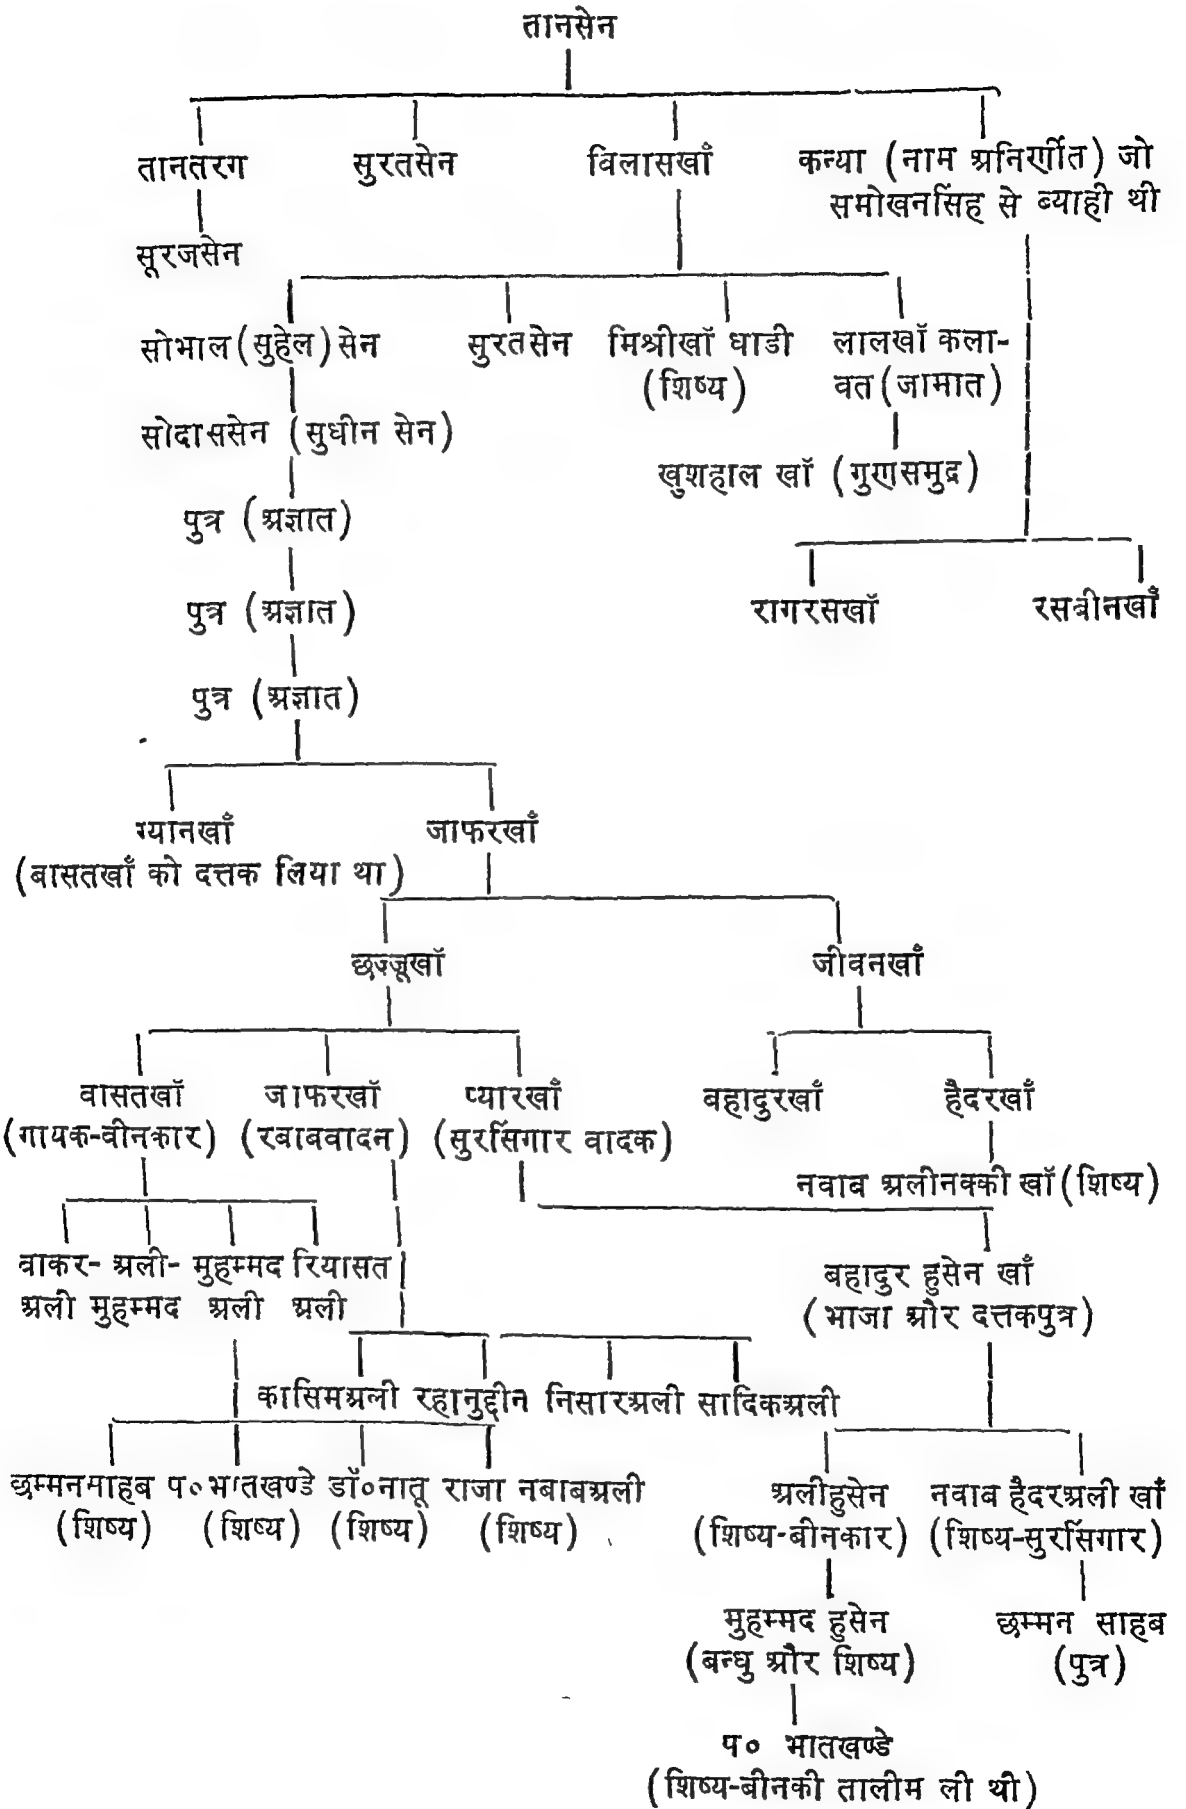 तानसेन
तानतरग सुरतसेन विलासखाँ कन्या (नाम अनिर्णीत) जो
समोखनसिंह से ब्याही थी
सूरजसेन
सोभाल (सुहेल) सेन सुरतसेन मिश्रीखॉ धाडी लालखॉ कला-
(शिष्य) वत (जामात)
सोदाससेन (सुधीन सेन)
खुशहाल खॉ (गुणसमुद्र)
पुत्र (अज्ञात)
रागरसखॉ रसबीनखाँ
पुत्र (अज्ञात)
पुत्र (अज्ञात)
ग्यानखाँ जाफरखाँ
(बासतखाँ को दत्तक लिया था)
छज्जूखॉ जीवनखाँ
वासतखॉ जाफरखॉ प्यारखाँ बहादुरखाँ हैदरखाँ
(गायक-वीनकार) (रबाबवादन) (सुरसिंगार वादक)
नवाब अलीनक्की खॉ (शिष्य)
वाकर- अली- मुहम्मद रियासत
अली मुहम्मद अली अली
बहादुर हुसेन खाँ
(भाजा और दत्तकपुत्र)
कासिमअली रहानुद्दीन निसारअली सादिकअली
छम्मनसाहब प० भातखण्डे डॉ०नातू राजा नबाबअली
(शिष्य) (शिष्य) (शिष्य) (शिष्य)
अलीहुसेन नवाब हैदरअली खाँ
(शिष्य-बीनकार) (शिष्य-सुरसिंगार)
मुहम्मद हुसेन छम्मन साहब
(बन्धु और शिष्य) (पुत्र)
प० भातखण्डे
(शिष्य-बीनकी तालीम ली थी)